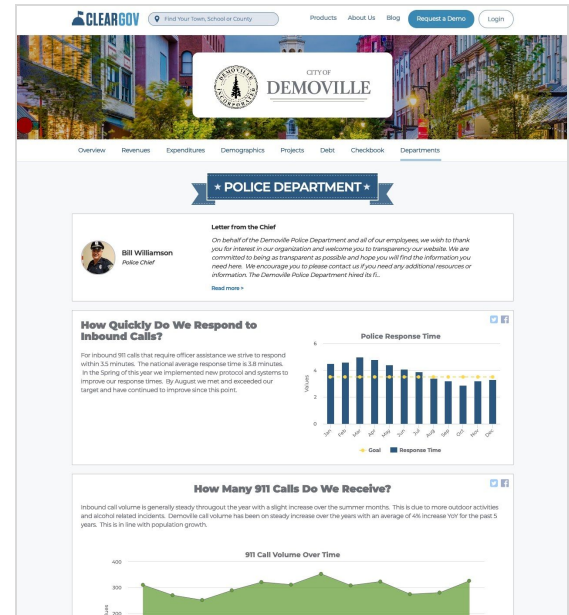 CLEARGOV
Find Your Town, School or County
Products About Us Blog Request a Demo Login
CITY OF
DEMOVILLE
DEMOVILLE
INCORPORATED
Overview Revenues Expenditures Demographics Projects Debt Checkbook Departments
★ POLICE DEPARTMENT ★
Bill Williamson
Police Chief
Letter from the Chief
On behalf of the Demoville Police Department and all of our employees, we wish to thank
you for interest in our organization and welcome you to transparency our website. We are
committed to being as transparent as possible and hope you will find the information you
need here. We encourage you to please contact us if you need any additional resources or
information. The Demoville Police Department hired its fi...
Read more >
How Quickly Do We Respond to
Inbound Calls?
For inbound 911 calls that require officer assistance we strive to respond
within 3.5 minutes. The national average response time is 3.8 minutes.
In the Spring of this year we implemented new protocol and systems to
improve our response times. By August we met and exceeded our
target and have continued to improve since this point.
Police Response Time
Values
6
4
2
0
Jan Feb Mar Apr May Jun Jul Aug Sep Oct Nov Dec
Goal Response Time
How Many 911 Calls Do We Receive?
Inbound call volume is generally steady througout the year with a slight increase over the summer months. This is due to more outdoor activities
and alcohol related incidents. Demoville call volume has been on steady increase over the years with an average of 4% increase YoY for the past 5
years. This is in line with population growth.
911 Call Volume Over Time
400
300
200